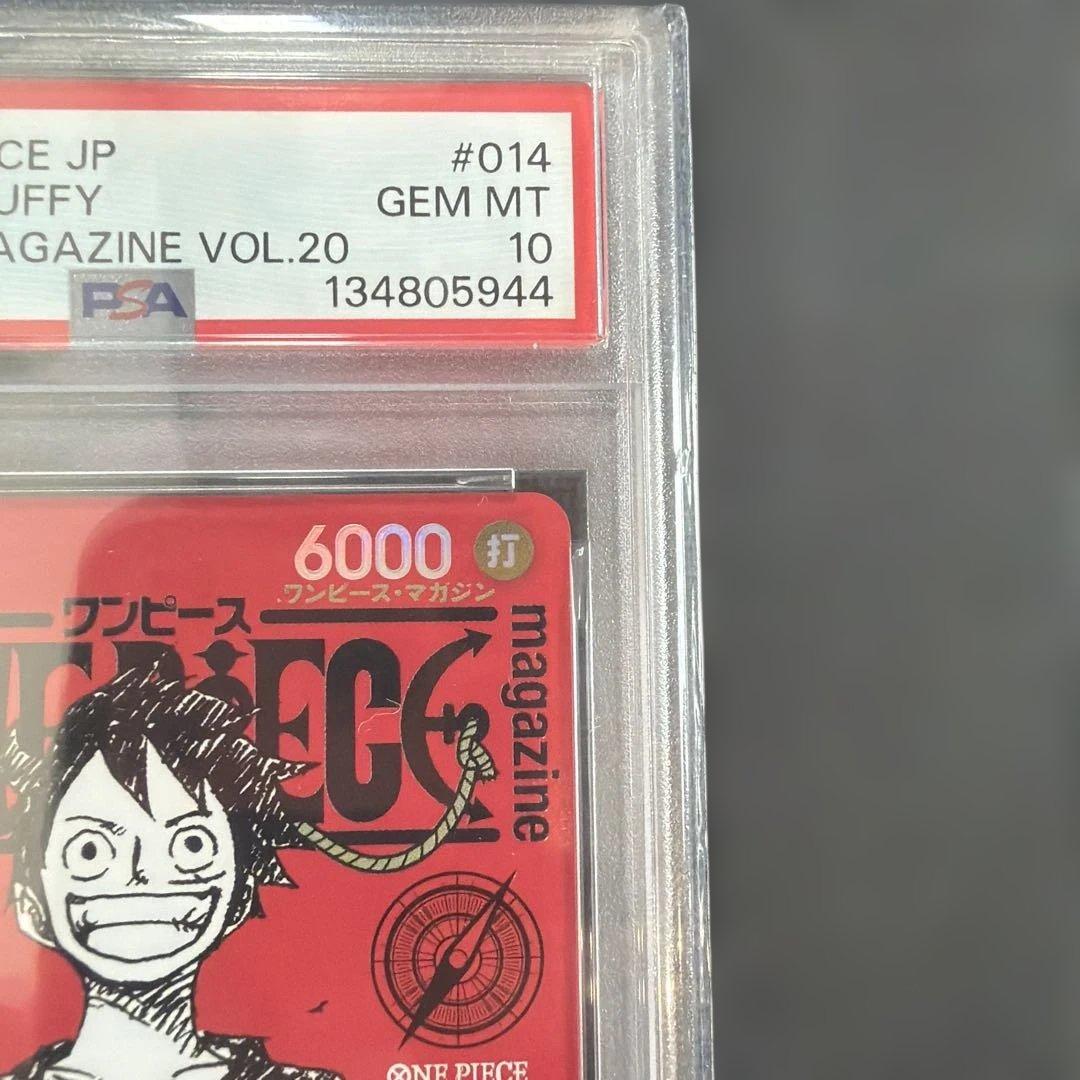 CE JP #014
UFFY GEM MT
AGAZINE VOL.20 10
PSA 134805944
6000 打
ワンピース・マガジン
ワンピース
PIECE
magazine
ONE PIECE